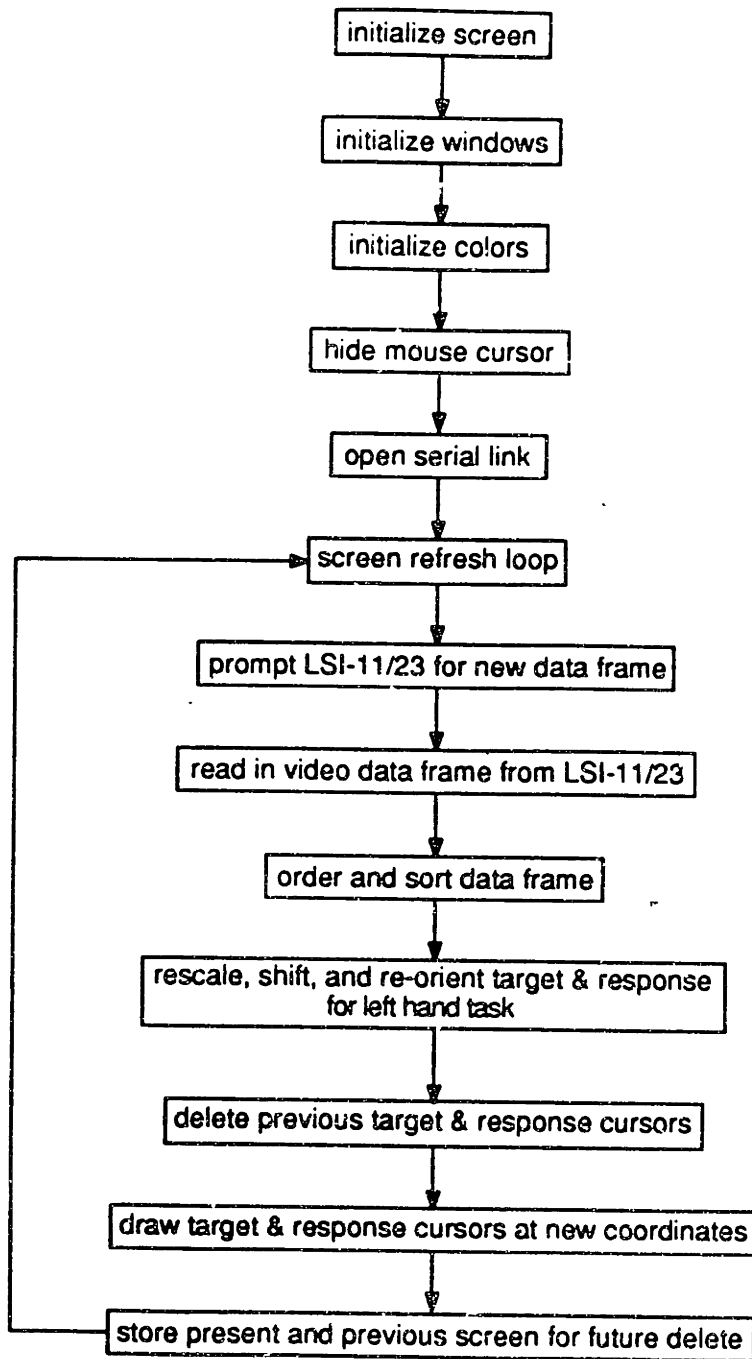 initialize screen
initialize windows
initialize colors
hide mouse cursor
open serial link
screen refresh loop
prompt LSI-11/23 for new data frame
read in video data frame from LSI-11/23
order and sort data frame
rescale, shift, and re-orient target & response
for left hand task
delete previous target & response cursors
draw target & response cursors at new coordinates
store present and previous screen for future delete